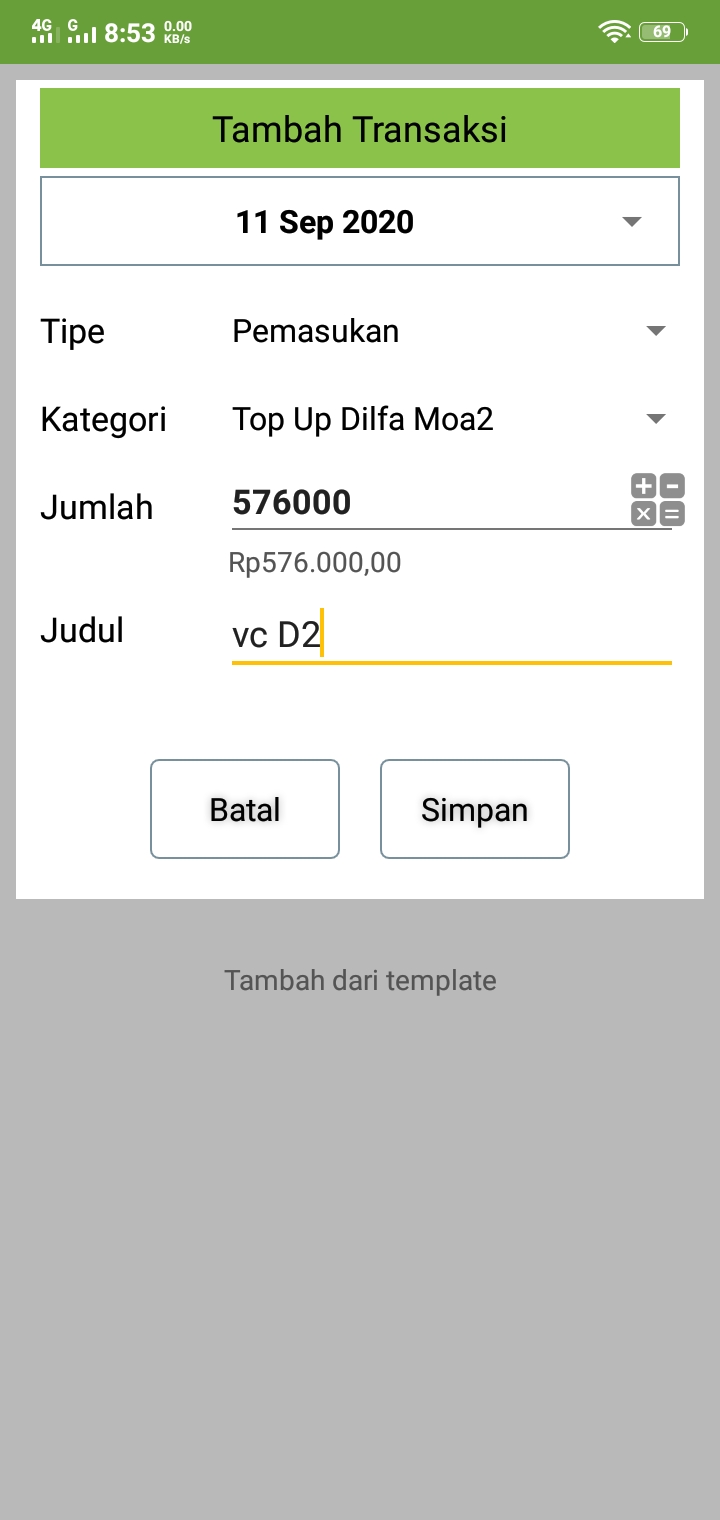 4G G 8:53 0.00 KB/s 69
Tambah Transaksi
11 Sep 2020
Tipe Pemasukan
Kategori Top Up Dilfa Moa2
Jumlah 576000
Rp576.000,00
Judul vc D2
Batal Simpan
Tambah dari template